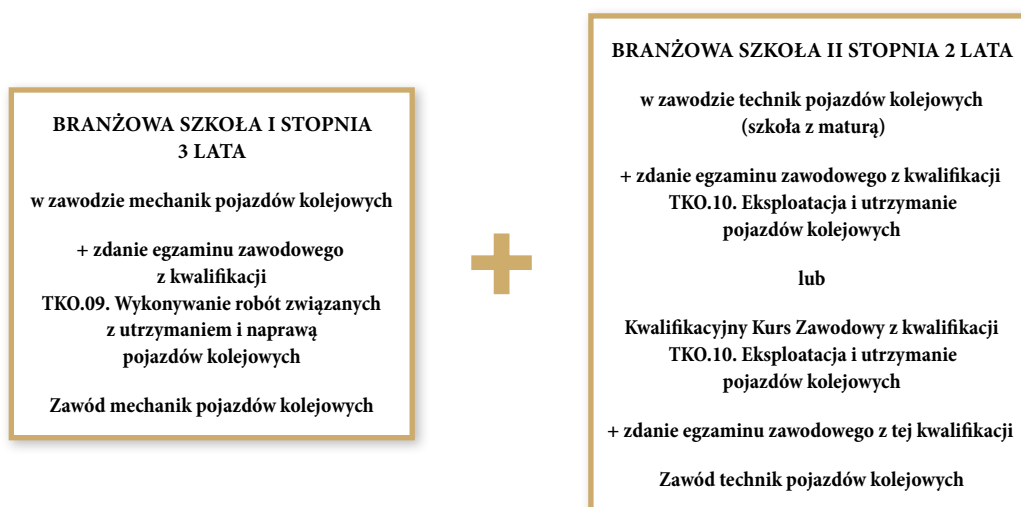 BRANŻOWA SZKOŁA I STOPNIA
3 LATA
w zawodzie mechanik pojazdów kolejowych
+ zdanie egzaminu zawodowego
z kwalifikacji
TKO.09. Wykonywanie robót związanych
z utrzymaniem i naprawą
pojazdów kolejowych
Zawód mechanik pojazdów kolejowych
+
BRANŻOWA SZKOŁA II STOPNIA 2 LATA
w zawodzie technik pojazdów kolejowych
(szkoła z maturą)
+ zdanie egzaminu zawodowego z kwalifikacji
TKO.10. Eksploatacja i utrzymanie
pojazdów kolejowych
lub
Kwalifikacyjny Kurs Zawodowy z kwalifikacji
TKO.10. Eksploatacja i utrzymanie
pojazdów kolejowych
+ zdanie egzaminu zawodowego z tej kwalifikacji
Zawód technik pojazdów kolejowych